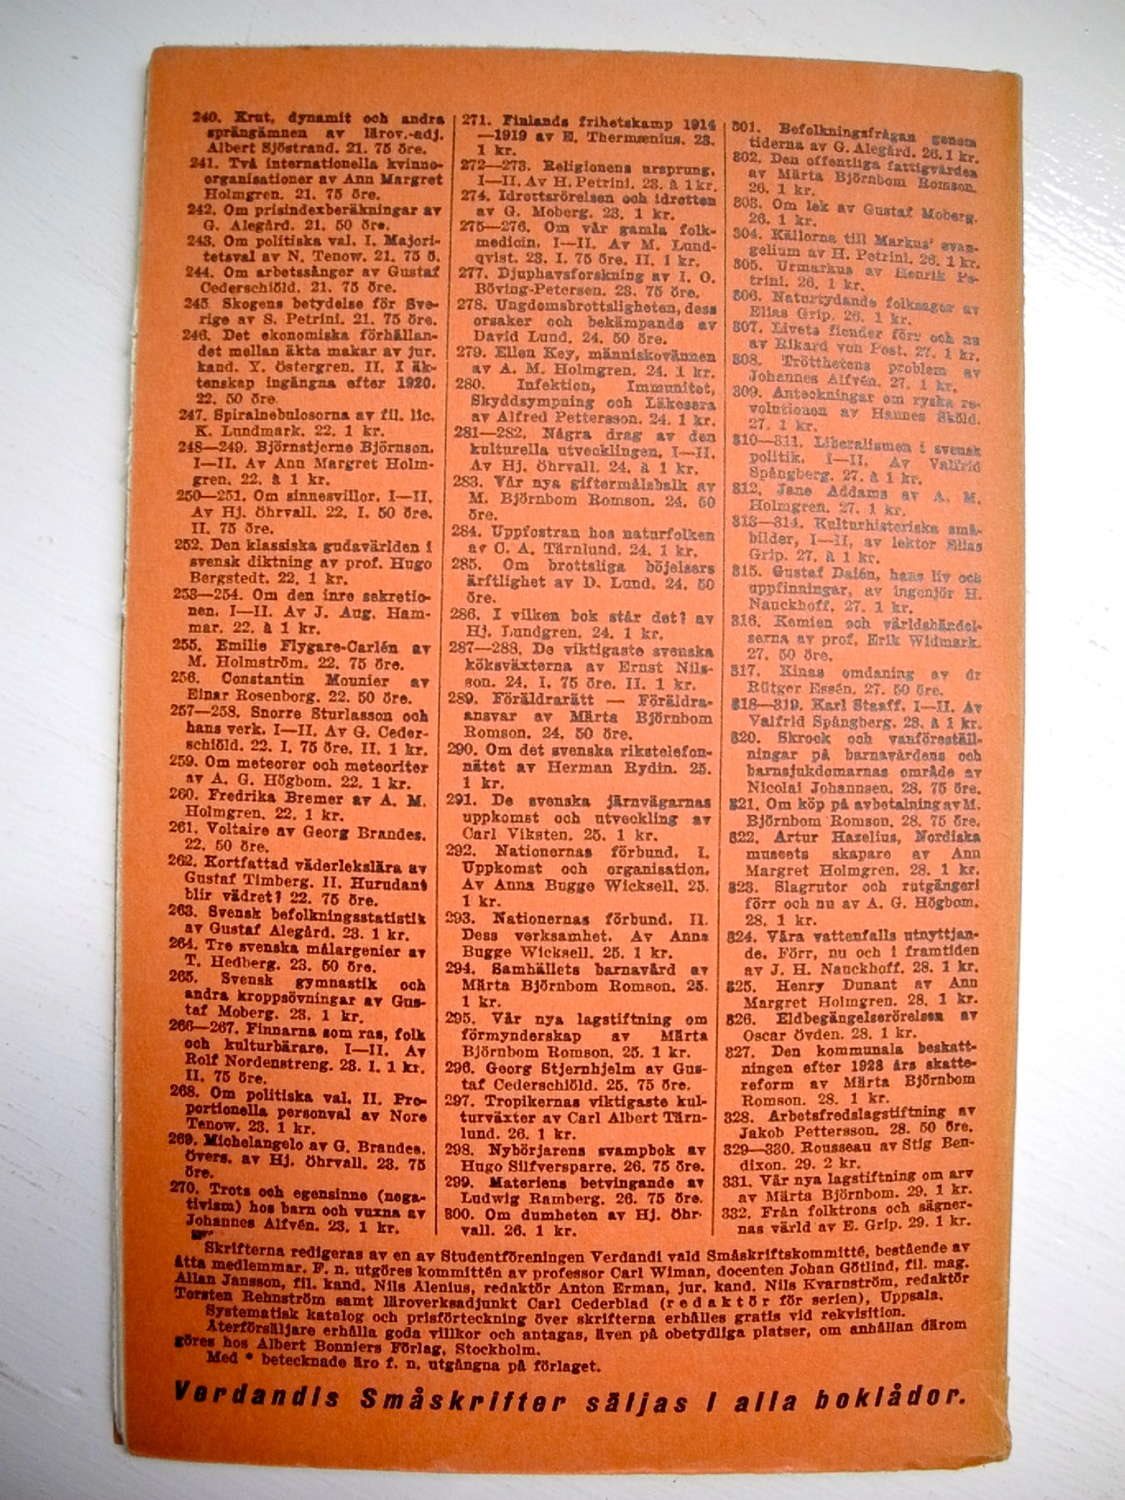 240. Krut, dynamit och andra
sprängämnen av lärov.-adj.
Albert Sjöstrand. 21. 75 öre.
241. Två internationella kvinno-
organisationer av Ann Margret
Holmgren. 21. 75 öre.
242. Om prisindexberäkningar av
G. Alegård. 21. 50 öre.
243. Om politiska val. I. Majori-
tetsval av N. Tenow. 21. 75 ö.
244. Om arbetssånger av Gustaf
Cederschiöld. 21. 75 öre.
245. Skogens betydelse för Sve-
rige av S. Petrini. 21. 75 öre.
246. Det ekonomiska förhållan-
det mellan äkta makar av jur.
kand. Y. Östergren. II. I äk-
tenskap ingångna efter 1920.
22. 50 öre.
247. Spiralnebulosorna av fil. lic.
K. Lundmark. 22. 1 kr.
248—249. Björnstjerne Björnson.
I—II. Av Ann Margret Holm-
gren. 22. à 1 kr.
250—251. Om sinnesvillor. I—II.
Av Hj. Öhrvall. 22. I. 50 öre.
II. 75 öre.
252. Den klassiska gudavärlden i
svensk diktning av prof. Hugo
Bergstedt. 22. 1 kr.
253—254. Om den inre sekretio-
nen. I—II. Av J. Aug. Ham-
mar. 22. à 1 kr.
255. Emilie Flygare-Carlén av
M. Holmström. 22. 75 öre.
256. Constantin Meunier av
Einar Rosenborg. 22. 50 öre.
257—258. Snorre Sturlasson och
hans verk. I—II. Av G. Ceder-
schiöld. 22. I. 75 öre. II. 1 kr.
259. Om meteorer och meteoriter
av A. G. Högbom. 22. 1 kr.
260. Fredrika Bremer av A. M.
Holmgren. 22. 1 kr.
261. Voltaire av Georg Brandes.
22. 50 öre.
262. Kortfattad väderlekslära av
Gustaf Timberg. II. Hurudant
blir vädret? 22. 75 öre.
263. Svensk befolkningsstatistik
av Gustaf Alegård. 23. 1 kr.
264. Tre svenska målargenier av
T. Hedberg. 23. 50 öre.
265. Svensk gymnastik och
andra kroppsövningar av Gus-
taf Moberg. 23. 1 kr.
266—267. Finnarna som ras, folk
och kulturbärare. I—II. Av
Rolf Nordenstreng. 23. I. 1 kr.
II. 75 öre.
268. Om politiska val. II. Pro-
portionella personval av Nore
Tenow. 23. 1 kr.
269. Michelangelo av G. Brandes.
Övers. av Hj. Öhrvall. 23. 75
öre.
270. Trots och egensinne (nega-
tivism) hos barn och vuxna av
Johannes Alfvén. 23. 1 kr.
271. Finlands frihetskamp 1914
—1919 av E. Thermænius. 23.
1 kr.
272—273. Religionens ursprung.
I—II. Av H. Petrini. 23. à 1 kr.
274. Idrottsrörelsen och idrotten
av G. Moberg. 23. 1 kr.
275—276. Om vår gamla folk-
medicin. I—II. Av M. Lund-
qvist. 23. I. 75 öre. II. 1 kr.
277. Djuphavsforskning av I. O.
Böving-Petersen. 23. 75 öre.
278. Ungdomsbrottsligheten, dess
orsaker och bekämpande av
David Lund. 24. 50 öre.
279. Ellen Key, människovännen
av A. M. Holmgren. 24. 1 kr.
280. Infektion, Immunitet,
Skyddsympning och Läkesera
av Alfred Pettersson. 24. 1 kr.
281—282. Några drag av den
kulturella utvecklingen. I—II.
Av Hj. Öhrvall. 24. à 1 kr.
283. Vår nya giftermålsbalk av
M. Björnbom Romson. 24. 50
öre.
284. Uppfostran hos naturfolken
av C. A. Tärnlund. 24. 1 kr.
285. Om brottsliga böjelsers
ärftlighet av D. Lund. 24. 50
öre.
286. I vilken bok står det? av
Hj. Lundgren. 24. 1 kr.
287—288. De viktigaste svenska
köksväxterna av Ernst Nils-
son. 24. I. 75 öre. II. 1 kr.
289. Föräldrarätt — Föräldra-
ansvar av Märta Björnbom
Romson. 24. 50 öre.
290. Om det svenska rikstelefon-
nätet av Herman Rydin. 25.
1 kr.
291. De svenska järnvägarnas
uppkomst och utveckling av
Carl Viksten. 25. 1 kr.
292. Nationernas förbund. I.
Uppkomst och organisation.
Av Anna Bugge Wicksell. 25.
1 kr.
293. Nationernas förbund. II.
Dess verksamhet. Av Anna
Bugge Wicksell. 25. 1 kr.
294. Samhällets barnavård av
Märta Björnbom Romson. 25.
1 kr.
295. Vår nya lagstiftning om
förmynderskap av Märta
Björnbom Romson. 25. 1 kr.
296. Georg Stjernhjelm av Gus-
taf Cederschiöld. 25. 75 öre.
297. Tropikernas viktigaste kul-
turväxter av Carl Albert Tärn-
lund. 26. 1 kr.
298. Nybörjarens svampbok av
Hugo Silfversparre. 26. 75 öre.
299. Materiens betvingande av
Ludwig Ramberg. 26. 75 öre.
300. Om dumheten av Hj. Öhr-
vall. 26. 1 kr.
301. Befolkningsfrågan genom
tiderna av G. Alegård. 26. 1 kr.
302. Den offentliga fattigvården
av Märta Björnbom Romson.
26. 1 kr.
303. Om lek av Gustaf Moberg.
26. 1 kr.
304. Källorna till Markus' evan-
gelium av H. Petrini. 26. 1 kr.
305. Urmarkus av Henrik Pe-
trini. 26. 1 kr.
306. Naturtydande folksagor av
Elias Grip. 26. 1 kr.
307. Livets fiender förr och nu
av Rikard von Post. 27. 1 kr.
308. Trötthetens problem av
Johannes Alfvén. 27. 1 kr.
309. Anteckningar om ryska re-
volutionen av Hannes Sköld.
27. 1 kr.
310—311. Liberalismen i svensk
politik. I—II. Av Valfrid
Spångberg. 27. à 1 kr.
312. Jane Addams av A. M.
Holmgren. 27. 1 kr.
313—314. Kulturhistoriska små-
bilder, I—II, av lektor Elias
Grip. 27. à 1 kr.
315. Gustaf Dalén, hans liv och
uppfinningar, av ingenjör H.
Nauckhoff. 27. 1 kr.
316. Kemien och världshändel-
serna av prof. Erik Widmark.
27. 50 öre.
317. Kinas omdaning av dr
Rütger Essén. 27. 50 öre.
318—319. Karl Staaff. I—II. Av
Valfrid Spångberg. 28. à 1 kr.
320. Skrock och vanföreställ-
ningar på barnavårdens och
barnsjukdomarnas område av
Nicolai Johannsen. 28. 75 öre.
321. Om köp på avbetalning av M.
Björnbom Romson. 28. 75 öre.
322. Artur Hazelius, Nordiska
museets skapare av Ann
Margret Holmgren. 28. 1 kr.
323. Slagrutor och rutgängeri
förr och nu av A. G. Högbom.
28. 1 kr.
324. Våra vattenfalls utnyttjan-
de. Förr, nu och i framtiden
av J. H. Nauckhoff. 28. 1 kr.
325. Henry Dunant av Ann
Margret Holmgren. 28. 1 kr.
326. Eldbegängelserörelsen av
Oscar Övden. 28. 1 kr.
327. Den kommunala beskatt-
ningen efter 1928 års skatte-
reform av Märta Björnbom
Romson. 28. 1 kr.
328. Arbetsfredslagstiftning av
Jakob Pettersson. 28. 50 öre.
329—330. Rousseau av Stig Ben-
dixon. 29. 2 kr.
331. Vår nya lagstiftning om arv
av Märta Björnbom. 29. 1 kr.
332. Från folktrons och sägner-
nas värld av E. Grip. 29. 1 kr.
Skrifterna redigeras av en av Studentföreningen Verdandi vald Småskriftskommitté, bestående av
åtta medlemmar. F. n. utgöres kommittén av professor Carl Wiman, docenten Johan Götlind, fil. mag.
Allan Jansson, fil. kand. Nils Alenius, redaktör Anton Erman, jur. kand. Nils Kvarnström, redaktör
Torsten Rehnström samt läroverksadjunkt Carl Cederblad (redaktör för serien), Uppsala.
Systematisk katalog och prisförteckning över skrifterna erhålles gratis vid rekvisition.
Återförsäljare erhålla goda villkor och antagas, även på obetydliga platser, om anhållan därom
göres hos Albert Bonniers Förlag, Stockholm.
Med * betecknade äro f. n. utgångna på förlaget.
Verdandis Småskrifter säljas i alla boklådor.